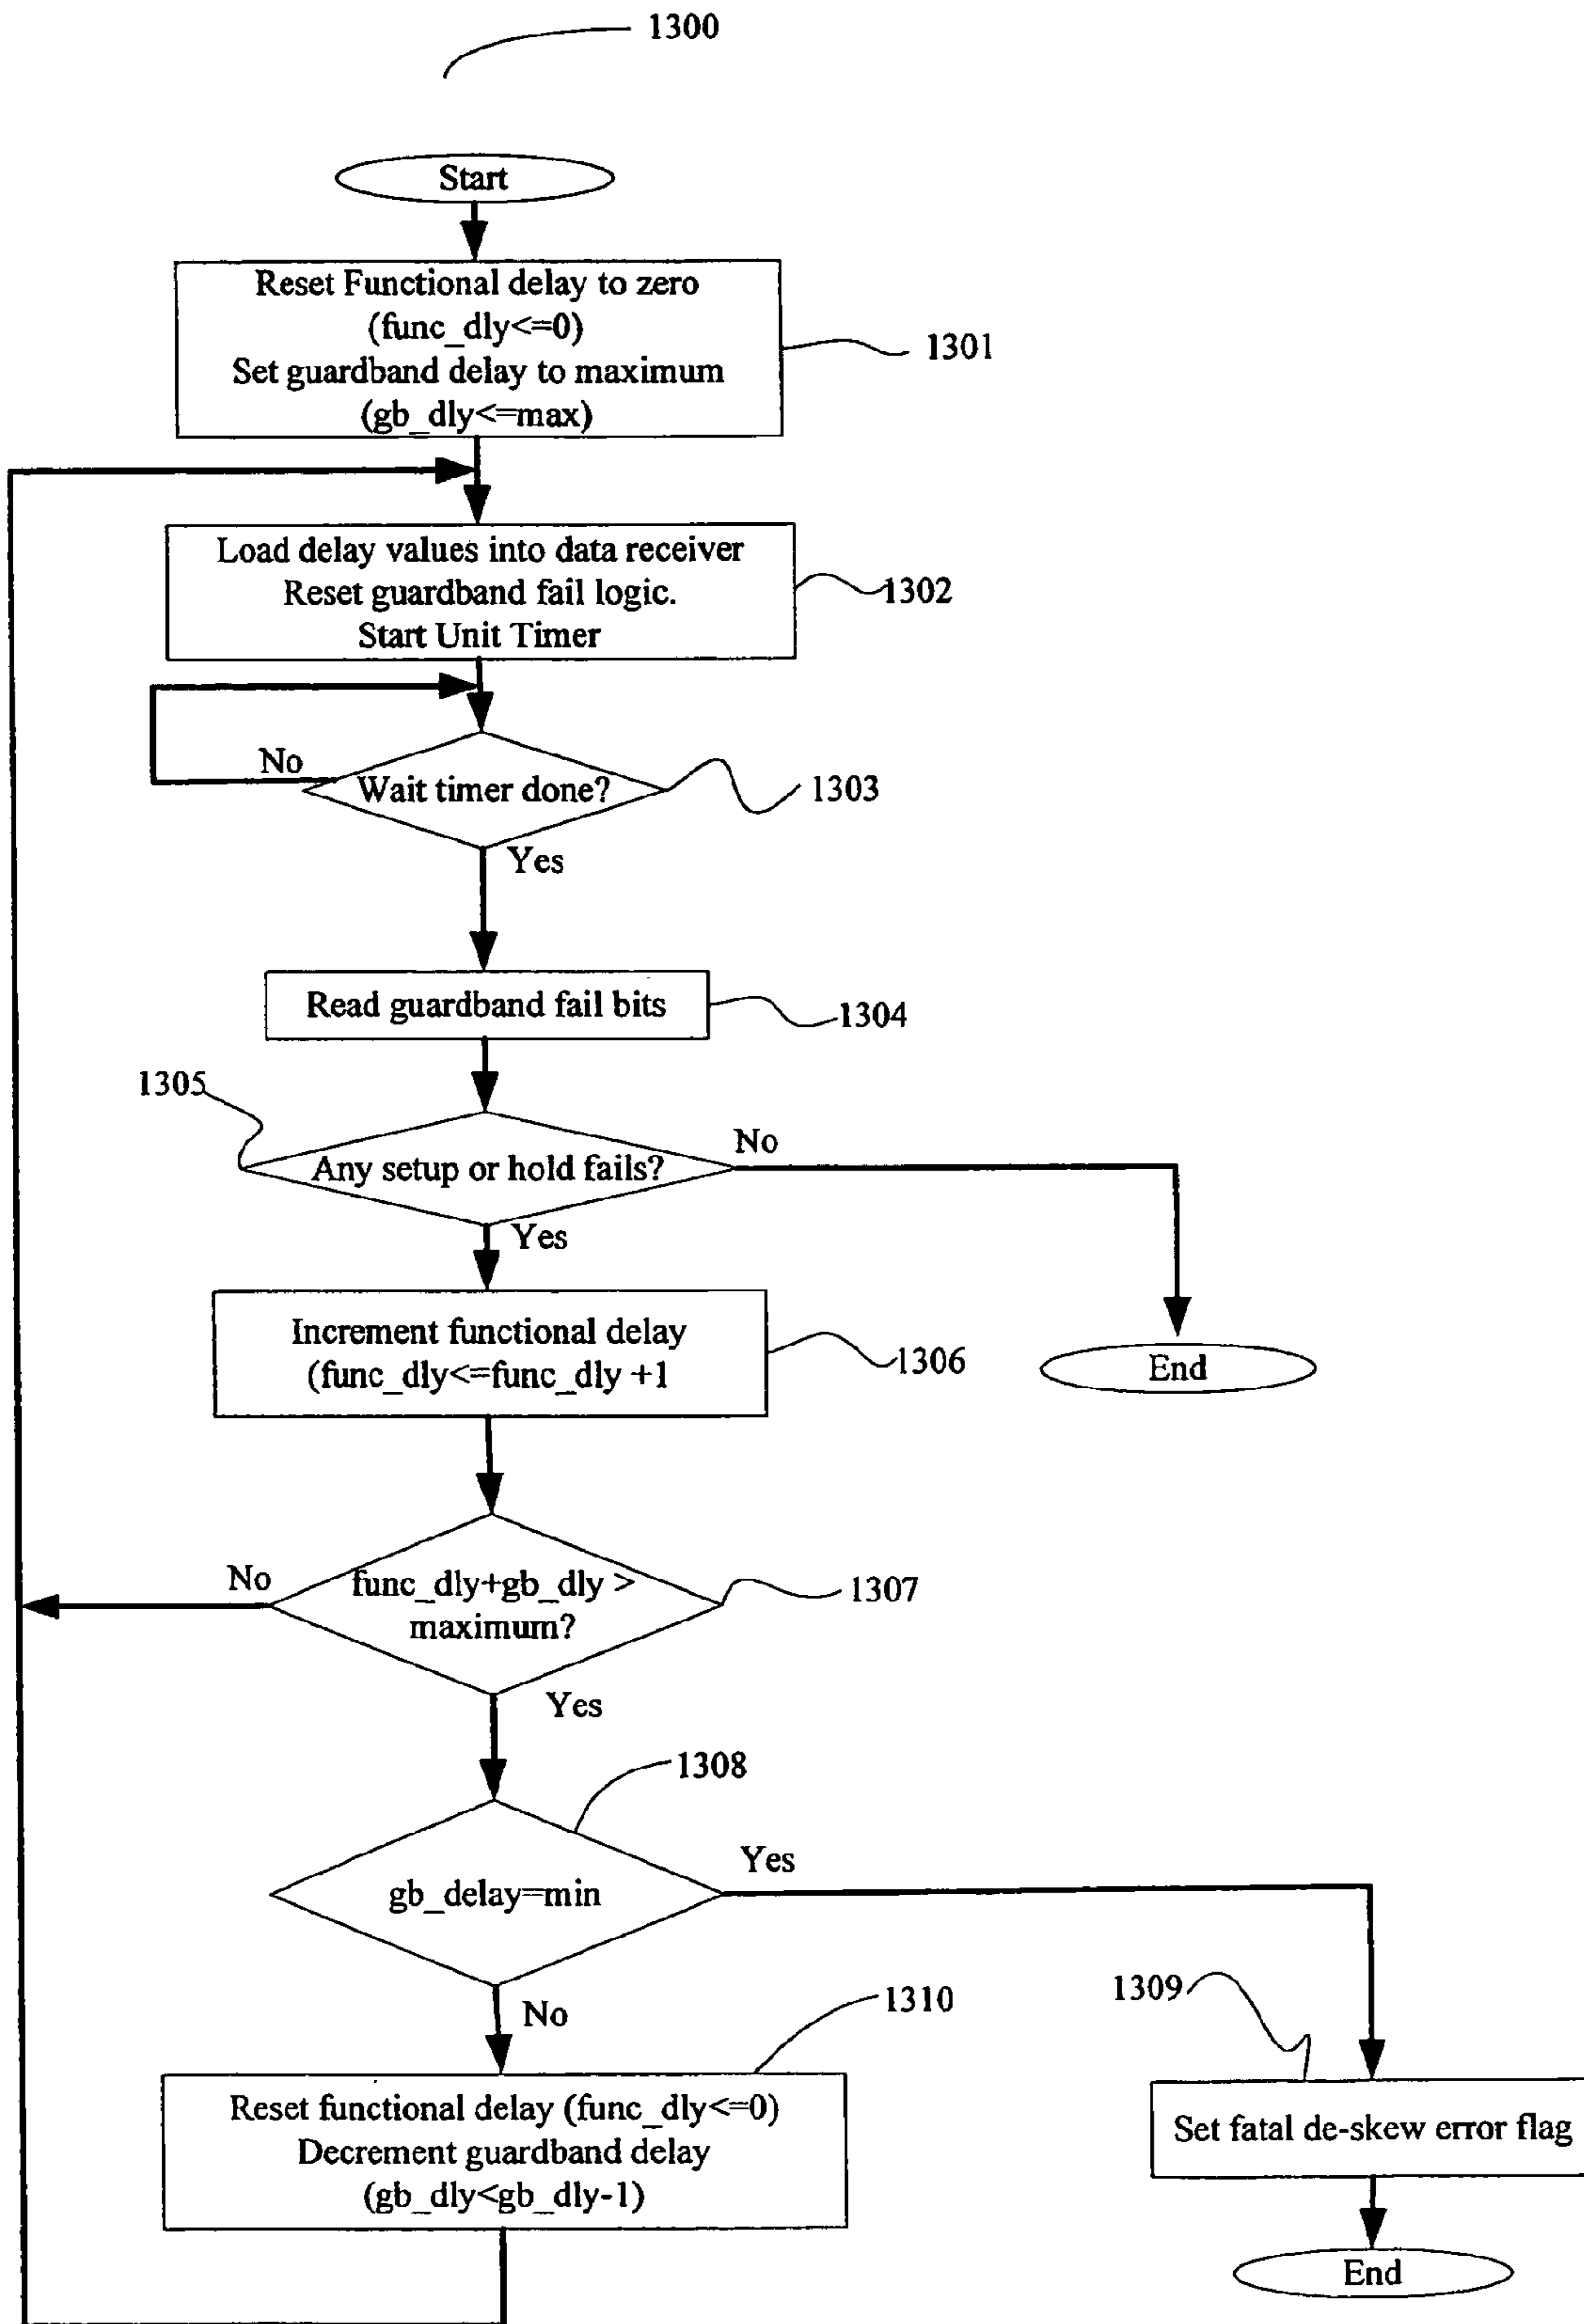 1300
Start
Reset Functional delay to zero
(func_dly<=0)
Set guardband delay to maximum
(gb_dly<=max)
1301
Load delay values into data receiver
Reset guardband fail logic.
Start Unit Timer
1302
No
Wait timer done?
1303
Yes
Read guardband fail bits
1304
1305
Any setup or hold fails?
No
Yes
Increment functional delay
(func_dly<=func_dly +1
1306
End
No
func_dly+gb_dly >
maximum?
1307
Yes
1308
gb_delay=min
Yes
No
1310
1309
Reset functional delay (func_dly<=0)
Decrement guardband delay
(gb_dly<gb_dly-1)
Set fatal de-skew error flag
End